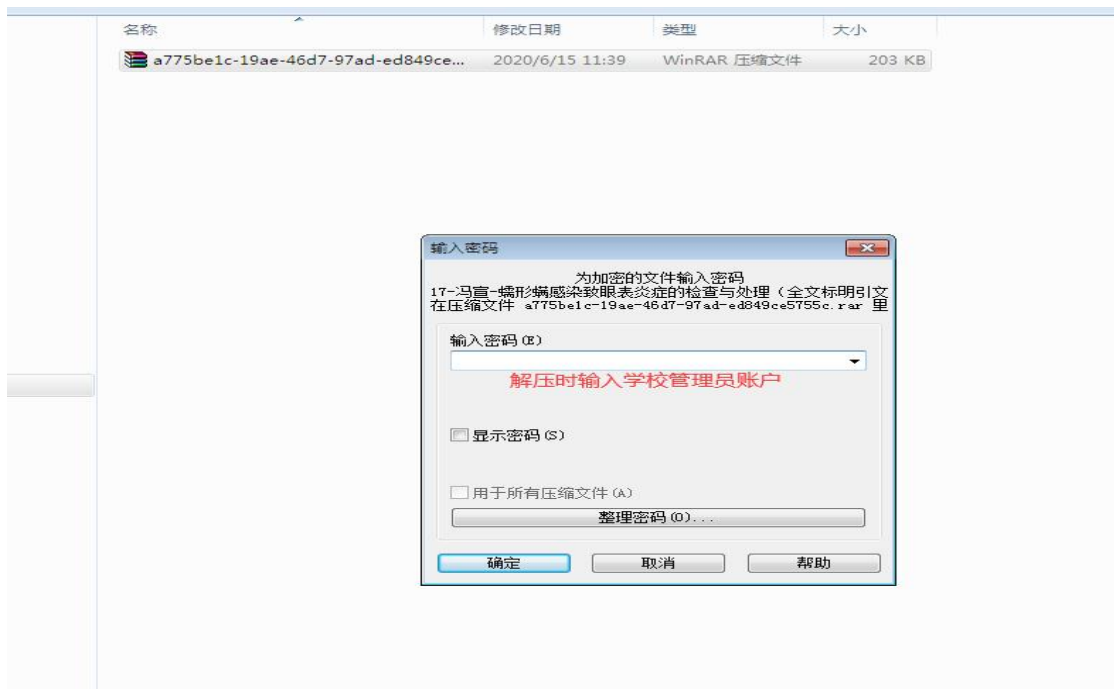 名称 修改日期 类型 大小
a775be1c-19ae-46d7-97ad-ed849ce... 2020/6/15 11:39 WinRAR 压缩文件 203 KB
输入密码
为加密的文件输入密码
17-冯宣-蠕形螨感染致眼表炎症的检查与处理（全文标明引文
在压缩文件 a775be1c-19ae-46d7-97ad-ed849ce5755c.rar 里
输入密码(E)
解压时输入学校管理员账户
显示密码(S)
用于所有压缩文件(A)
整理密码(O)...
确定 取消 帮助